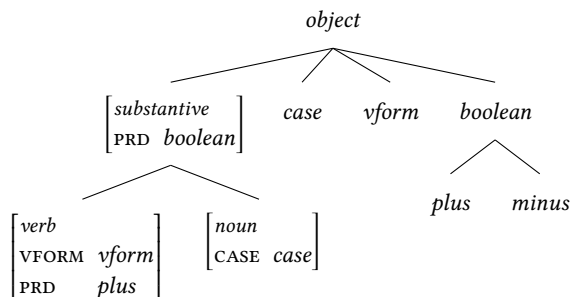 object
substantive case vform boolean
PRD boolean
plus minus
verb noun
VFORM vform CASE case
PRD plus